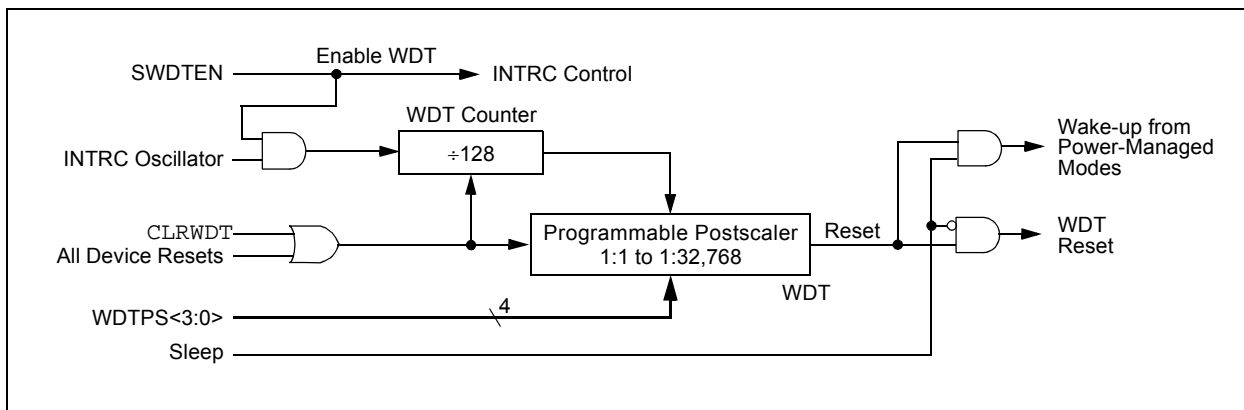 Enable WDT
SWDTEN
INTRC Control
WDT Counter
INTRC Oscillator
÷128
Wake-up from
Power-Managed
Modes
CLRWDT
All Device Resets
Programmable Postscaler
1:1 to 1:32,768
Reset
WDT
WDT
Reset
4
WDTPS<3:0>
Sleep